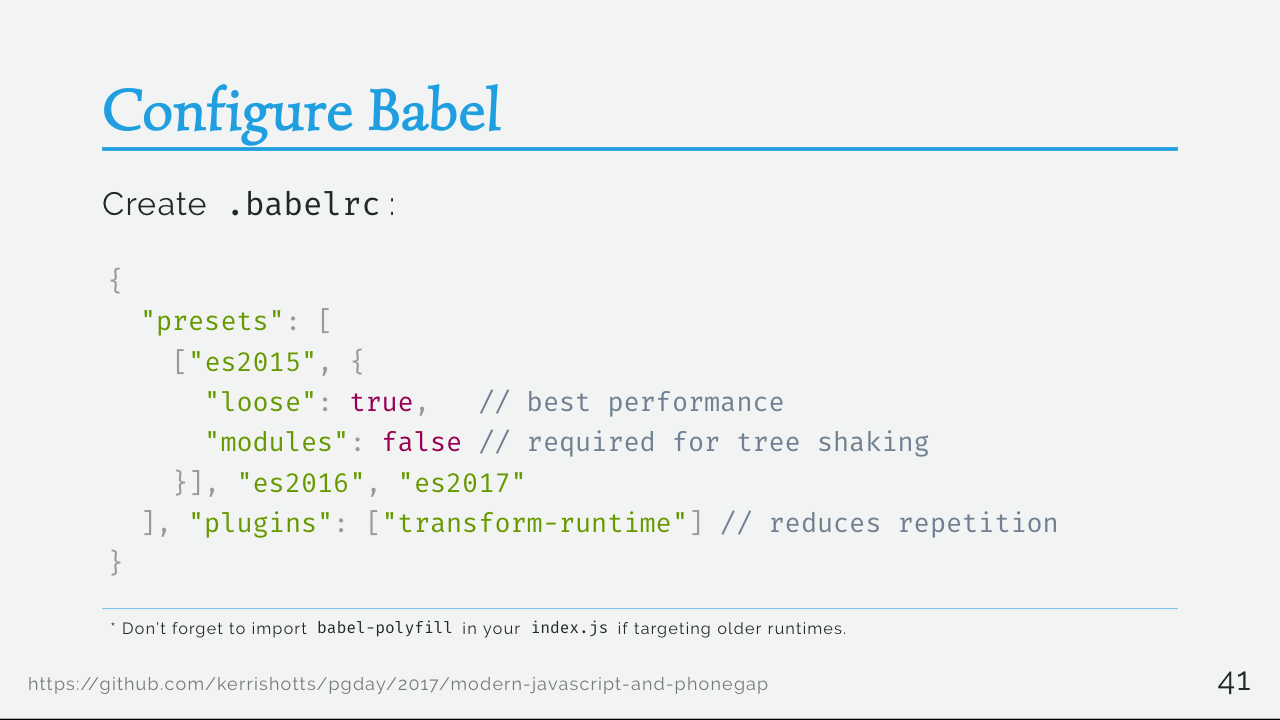 Configure Babel
Create .babelrc:
{
  "presets": [
    ["es2015", {
      "loose": true,   // best performance
      "modules": false // required for tree shaking
    }], "es2016", "es2017"
  ], "plugins": ["transform-runtime"] // reduces repetition
}
* Don't forget to import babel-polyfill in your index.js if targeting older runtimes.
https://github.com/kerrishotts/pgday/2017/modern-javascript-and-phonegap
41